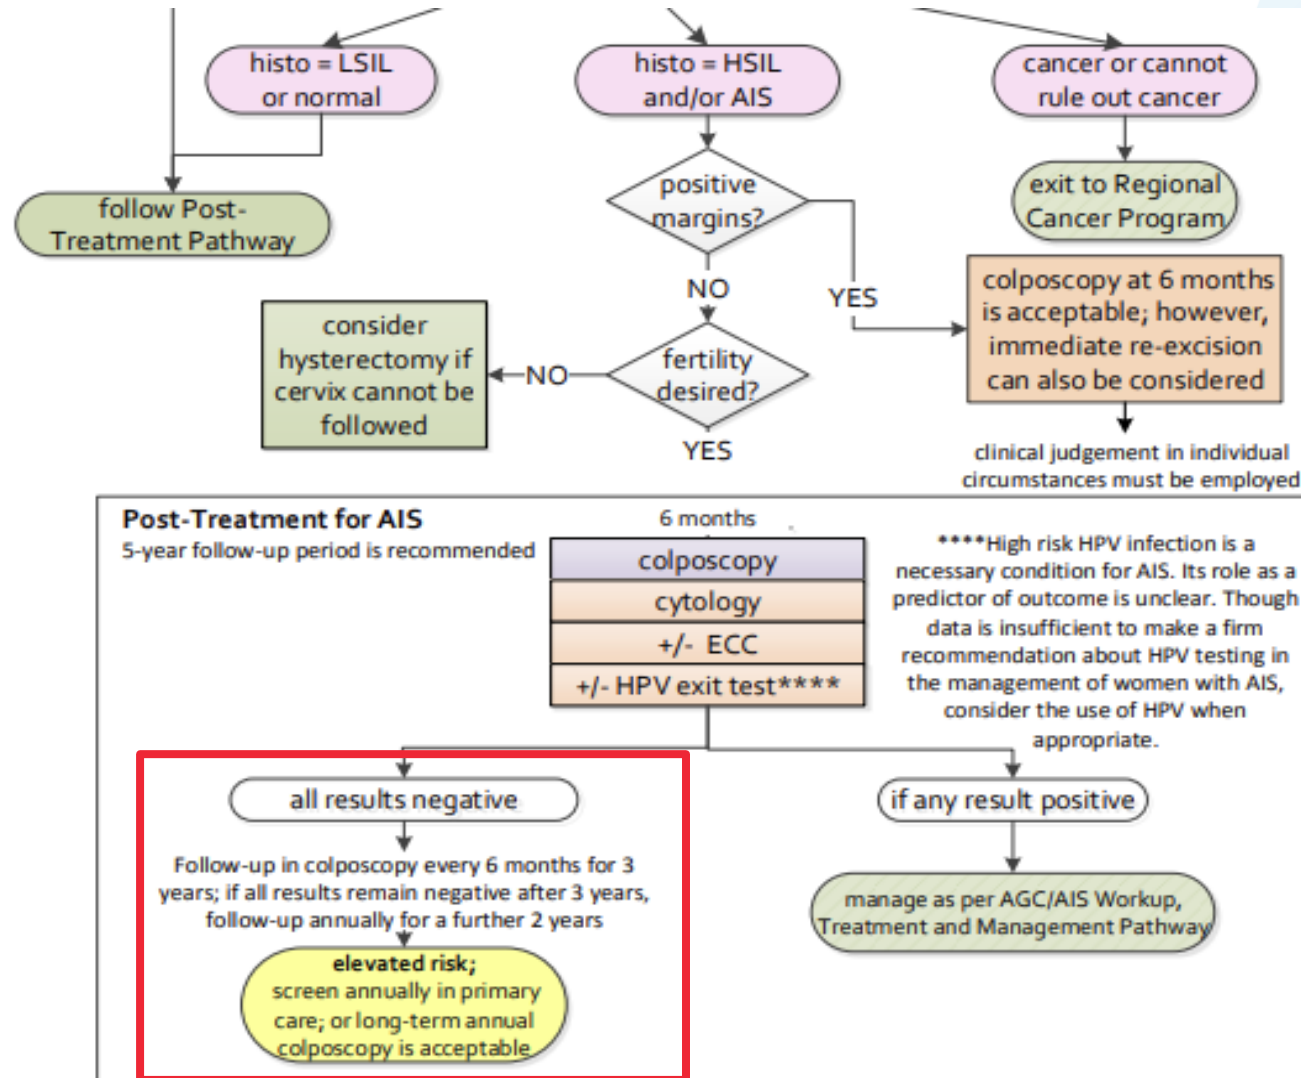 histo = LSIL
or normal
histo = HSIL
and/or AIS
cancer or cannot
rule out cancer
follow Post-
Treatment Pathway
positive
margins?
exit to Regional
Cancer Program
NO
YES
colposcopy at 6 months
is acceptable; however,
immediate re-excision
can also be considered
consider
hysterectomy if
cervix cannot be
followed
NO
fertility
desired?
YES
clinical judgement in individual
circumstances must be employed
Post-Treatment for AIS
5-year follow-up period is recommended
6 months
colposcopy
cytology
+/- ECC
+/- HPV exit test****
****High risk HPV infection is a
necessary condition for AIS. Its role as a
predictor of outcome is unclear. Though
data is insufficient to make a firm
recommendation about HPV testing in
the management of women with AIS,
consider the use of HPV when
appropriate.
all results negative
if any result positive
Follow-up in colposcopy every 6 months for 3
years; if all results remain negative after 3 years,
follow-up annually for a further 2 years
manage as per AGC/AIS Workup,
Treatment and Management Pathway
elevated risk;
screen annually in primary
care; or long-term annual
colposcopy is acceptable